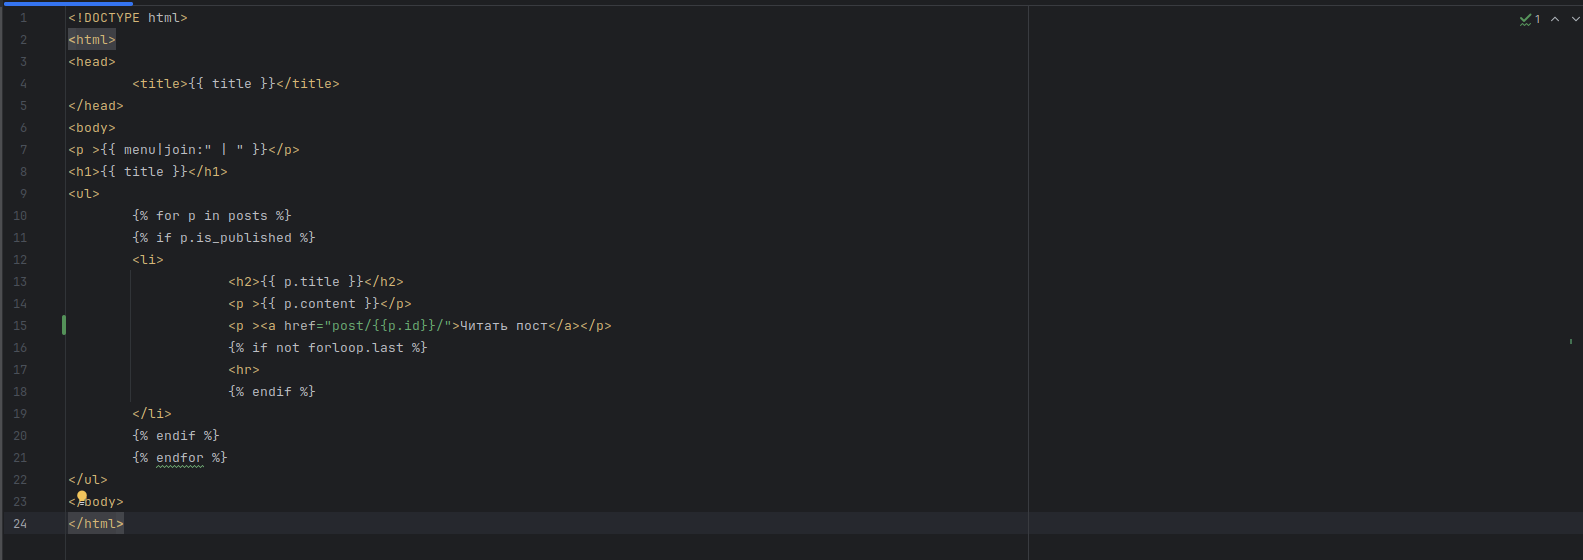 1 <!DOCTYPE html>
2 <html>
3 <head>
4 <title>{{ title }}</title>
5 </head>
6 <body>
7 <p >{{ menu|join:" | " }}</p>
8 <h1>{{ title }}</h1>
9 <ul>
10 {% for p in posts %}
11 {% if p.is_published %}
12 <li>
13 <h2>{{ p.title }}</h2>
14 <p >{{ p.content }}</p>
15 <p ><a href="post/{{p.id}}/">Читать пост</a></p>
16 {% if not forloop.last %}
17 <hr>
18 {% endif %}
19 </li>
20 {% endif %}
21 {% endfor %}
22 </ul>
23 </body>
24 </html>
1